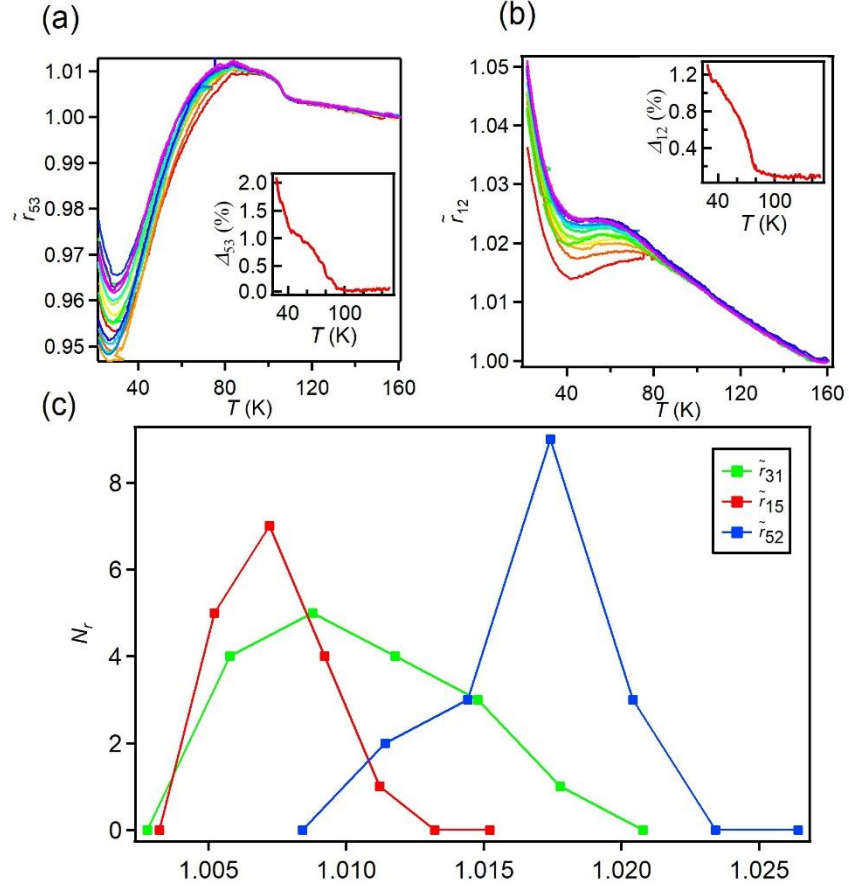 (a)
1.01
1.00
0.99
0.98
0.97
0.96
0.95
r̃53
40
80
120
160
T (K)
2.0
1.5
1.0
0.5
0.0
Δ53 (%)
40
100
T (K)
(b)
1.05
1.04
1.03
1.02
1.01
1.00
r̃12
40
80
120
160
T (K)
1.2
0.8
0.4
Δ12 (%)
40
100
T (K)
(c)
8
6
4
2
0
Nr
1.005
1.010
1.015
1.020
1.025
r̃31
r̃15
r̃52